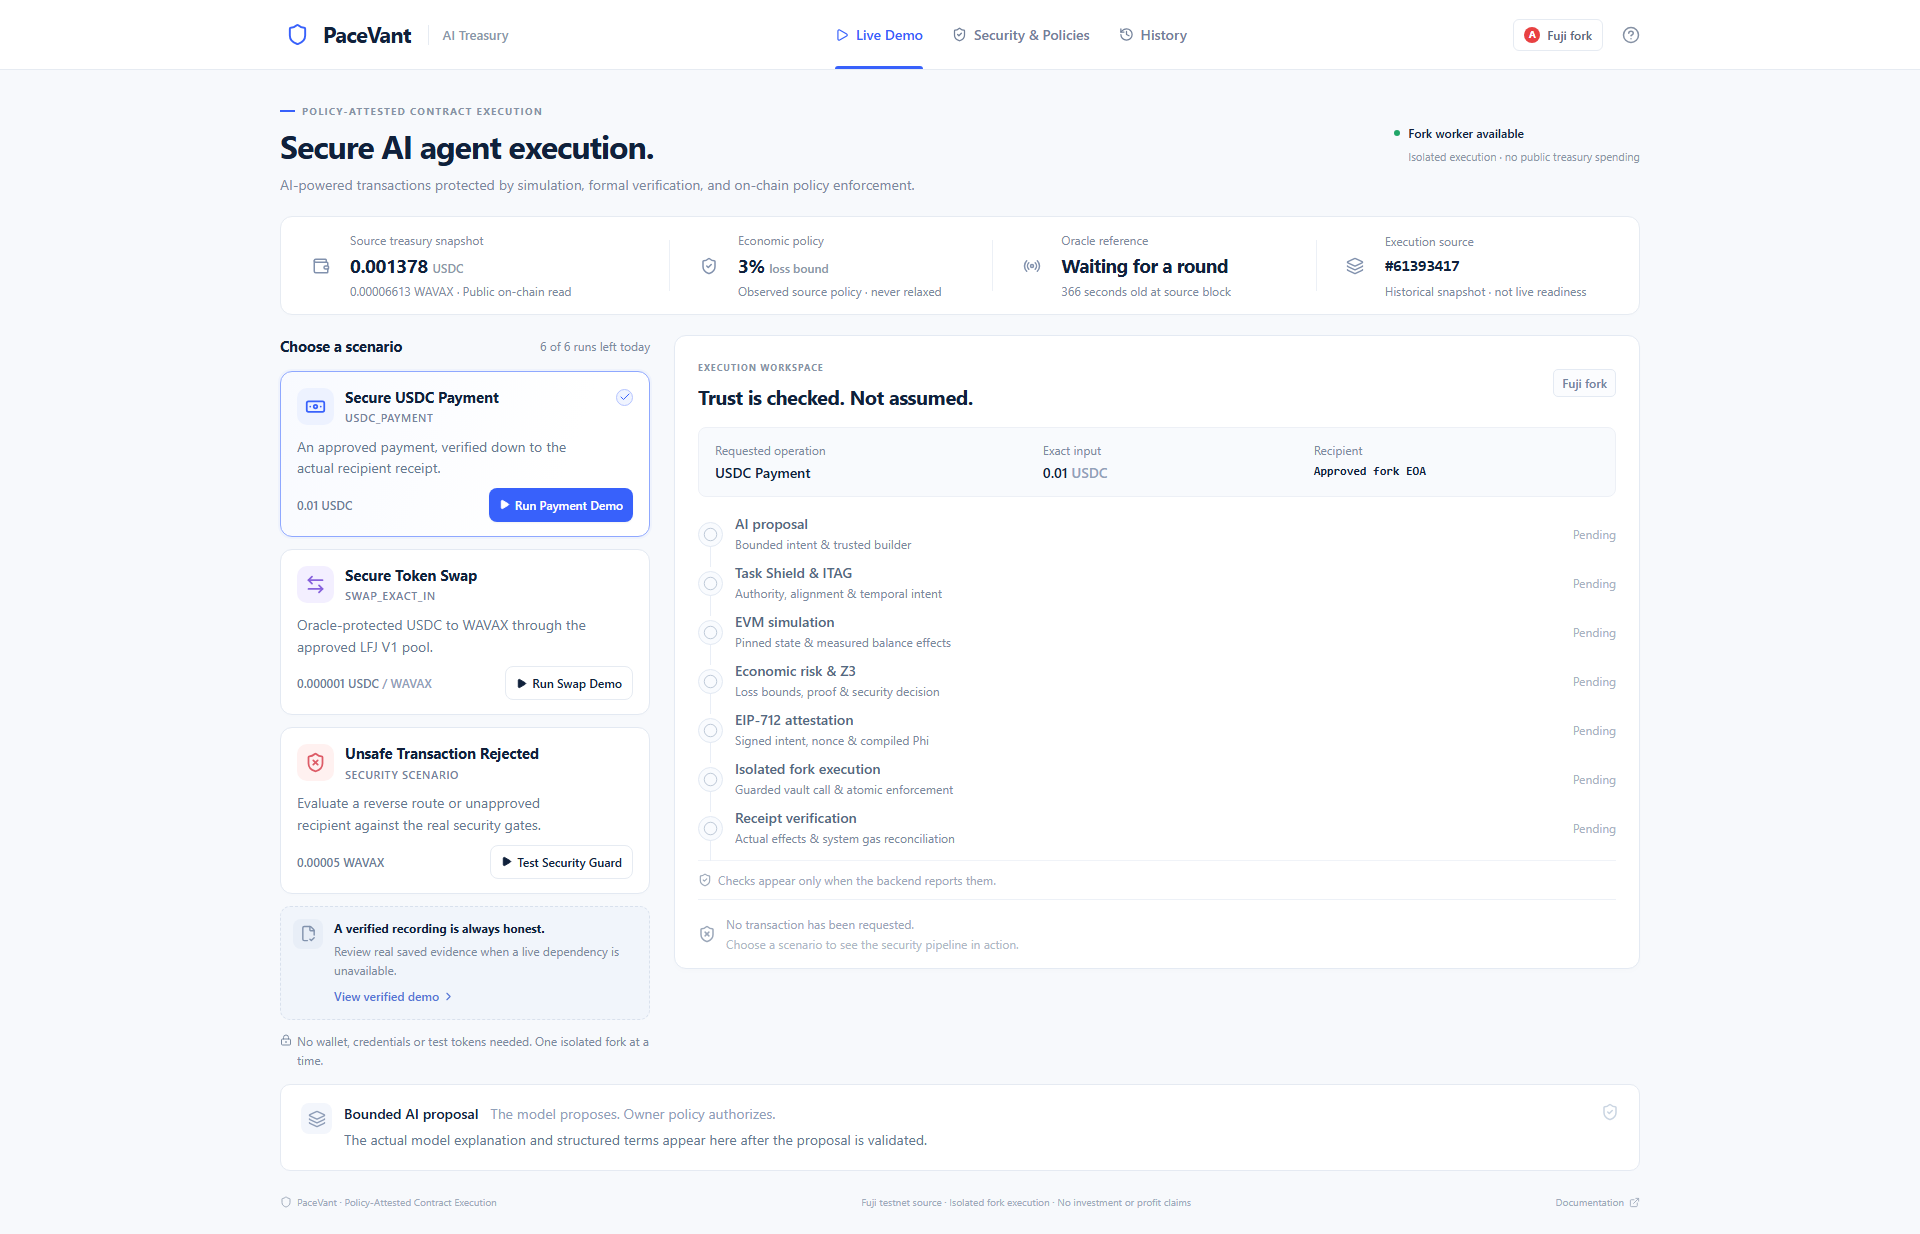 PaceVant
AI Treasury
Live Demo
Security & Policies
History
A
Fuji fork
POLICY-ATTESTED CONTRACT EXECUTION
Secure AI agent execution.
AI-powered transactions protected by simulation, formal verification, and on-chain policy enforcement.
Fork worker available
Isolated execution · no public treasury spending
Source treasury snapshot
0.001378 USDC
0.00006613 WAVAX · Public on-chain read
Economic policy
3% loss bound
Observed source policy · never relaxed
Oracle reference
Waiting for a round
366 seconds old at source block
Execution source
#61393417
Historical snapshot · not live readiness
Choose a scenario
6 of 6 runs left today
Secure USDC Payment
USDC_PAYMENT
An approved payment, verified down to the
actual recipient receipt.
0.01 USDC
Run Payment Demo
Secure Token Swap
SWAP_EXACT_IN
Oracle-protected USDC to WAVAX through the
approved LFJ V1 pool.
0.000001 USDC / WAVAX
Run Swap Demo
Unsafe Transaction Rejected
SECURITY SCENARIO
Evaluate a reverse route or unapproved
recipient against the real security gates.
0.00005 WAVAX
Test Security Guard
A verified recording is always honest.
Review real saved evidence when a live dependency is
unavailable.
View verified demo
No wallet, credentials or test tokens needed. One isolated fork at a
time.
EXECUTION WORKSPACE
Trust is checked. Not assumed.
Fuji fork
Requested operation
USDC Payment
Exact input
0.01 USDC
Recipient
Approved fork EOA
AI proposal
Bounded intent & trusted builder
Pending
Task Shield & ITAG
Authority, alignment & temporal intent
Pending
EVM simulation
Pinned state & measured balance effects
Pending
Economic risk & Z3
Loss bounds, proof & security decision
Pending
EIP-712 attestation
Signed intent, nonce & compiled Phi
Pending
Isolated fork execution
Guarded vault call & atomic enforcement
Pending
Receipt verification
Actual effects & system gas reconciliation
Pending
Checks appear only when the backend reports them.
No transaction has been requested.
Choose a scenario to see the security pipeline in action.
Bounded AI proposal The model proposes. Owner policy authorizes.
The actual model explanation and structured terms appear here after the proposal is validated.
PaceVant · Policy-Attested Contract Execution
Fuji testnet source · Isolated fork execution · No investment or profit claims
Documentation